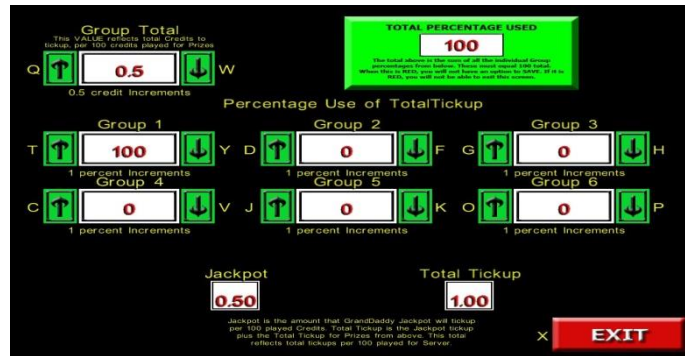 Group Total
This VALUE reflects total Credits to
tickup, per 100 credits played for Prizes
Q 0.5 W
0.5 credit Increments
TOTAL PERCENTAGE USED
100
The total above is the sum of all the individual Group
percentages from below. These must equal 100 total.
When this is RED, you will not have an option to SAVE. If it is
RED, you will not be able to exit this screen.
Percentage Use of TotalTickup
Group 1 Group 2 Group 3
T 100 Y D 0 F G 0 H
1 percent Increments 1 percent Increments 1 percent Increments
Group 4 Group 5 Group 6
C 0 V J 0 K O 0 P
1 percent Increments 1 percent Increments 1 percent Increments
Jackpot Total Tickup
0.50 1.00
Jackpot is the amount that GrandDaddy Jackpot will tickup
per 100 played Credits. Total Tickup is the Jackpot tickup
plus the Total Tickup for Prizes from above. This total
reflects total tickups per 100 played for Server.
X EXIT